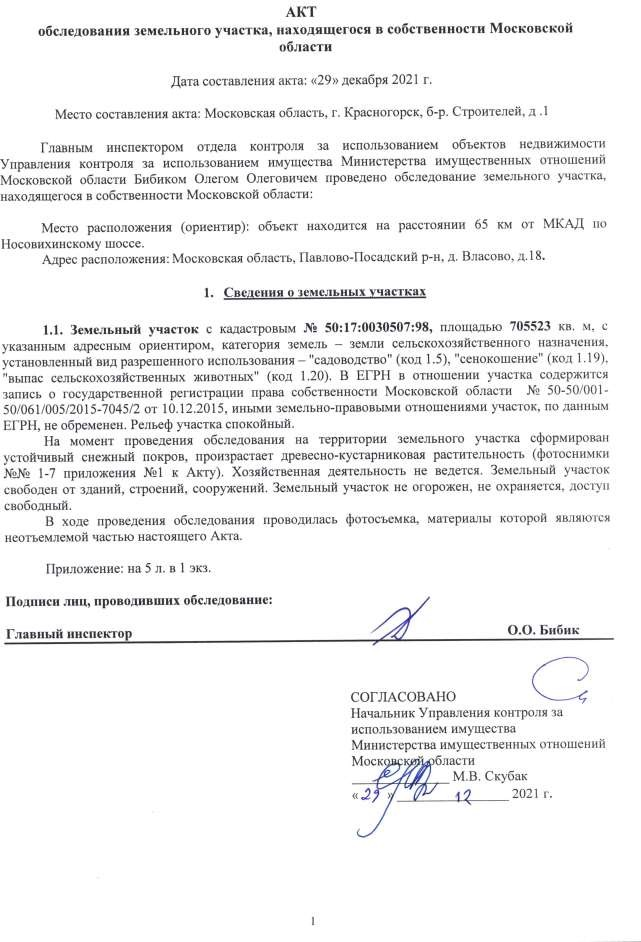 АКТ
обследования земельного участка, находящегося в собственности Московской
области
Дата составления акта: «29» декабря 2021 г.
Место составления акта: Московская область, г. Красногорск, б-р. Строителей, д .1
Главным инспектором отдела контроля за использованием объектов недвижимости
Управления контроля за использованием имущества Министерства имущественных отношений
Московской области Бибиком Олегом Олеговичем проведено обследование земельного участка,
находящегося в собственности Московской области:
Место расположения (ориентир): объект находится на расстоянии 65 км от МКАД по
Носовихинскому шоссе.
Адрес расположения: Московская область, Павлово-Посадский р-н, д. Власово, д.18.
1. Сведения о земельных участках
1.1. Земельный участок с кадастровым № 50:17:0030507:98, площадью 705523 кв. м, с
указанным адресным ориентиром, категория земель – земли сельскохозяйственного назначения,
установленный вид разрешенного использования – "садоводство" (код 1.5), "сенокошение" (код 1.19),
"выпас сельскохозяйственных животных" (код 1.20). В ЕГРН в отношении участка содержится
запись о государственной регистрации права собственности Московской области № 50-50/001-
50/061/005/2015-7045/2 от 10.12.2015, иными земельно-правовыми отношениями участок, по данным
ЕГРН, не обременен. Рельеф участка спокойный.
На момент проведения обследования на территории земельного участка сформирован
устойчивый снежный покров, произрастает древесно-кустарниковая растительность (фотоснимки
№№ 1-7 приложения №1 к Акту). Хозяйственная деятельность не ведется. Земельный участок
свободен от зданий, строений, сооружений. Земельный участок не огорожен, не охраняется, доступ
свободный.
В ходе проведения обследования проводилась фотосъемка, материалы которой являются
неотъемлемой частью настоящего Акта.
Приложение: на 5 л. в 1 экз.
Подписи лиц, проводивших обследование:
Главный инспектор О.О. Бибик
СОГЛАСОВАНО
Начальник Управления контроля за
использованием имущества
Министерства имущественных отношений
Московской области
М.В. Скубак
« 29 » 12 2021 г.
1